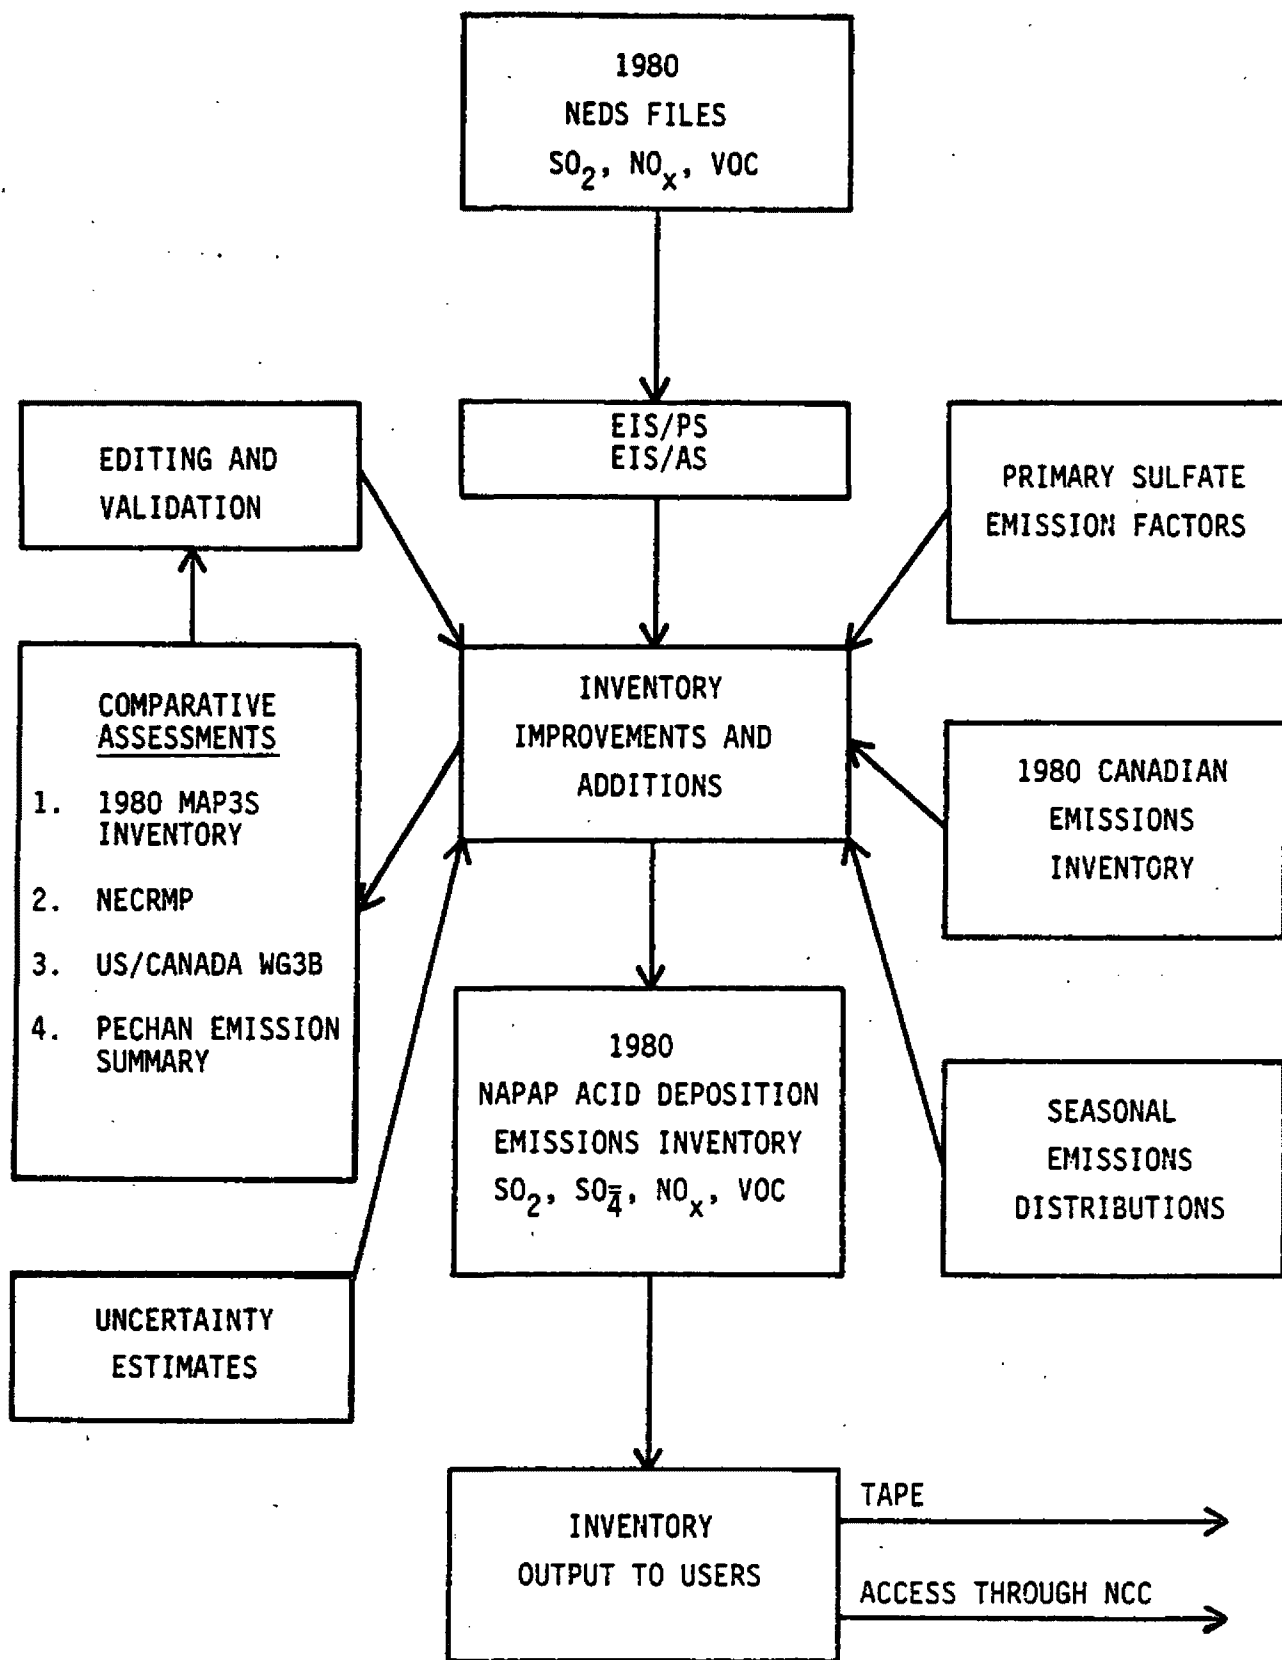 1980
NEDS FILES
SO₂, NOₓ, VOC
EIS/PS
EIS/AS
EDITING AND
VALIDATION
PRIMARY SULFATE
EMISSION FACTORS
COMPARATIVE
ASSESSMENTS
1. 1980 MAP3S
INVENTORY
2. NECRMP
3. US/CANADA WG3B
4. PECHAN EMISSION
SUMMARY
INVENTORY
IMPROVEMENTS AND
ADDITIONS
1980 CANADIAN
EMISSIONS
INVENTORY
1980
NAPAP ACID DEPOSITION
EMISSIONS INVENTORY
SO₂, SO₄⁼, NOₓ, VOC
SEASONAL
EMISSIONS
DISTRIBUTIONS
UNCERTAINTY
ESTIMATES
INVENTORY
OUTPUT TO USERS
TAPE
ACCESS THROUGH NCC